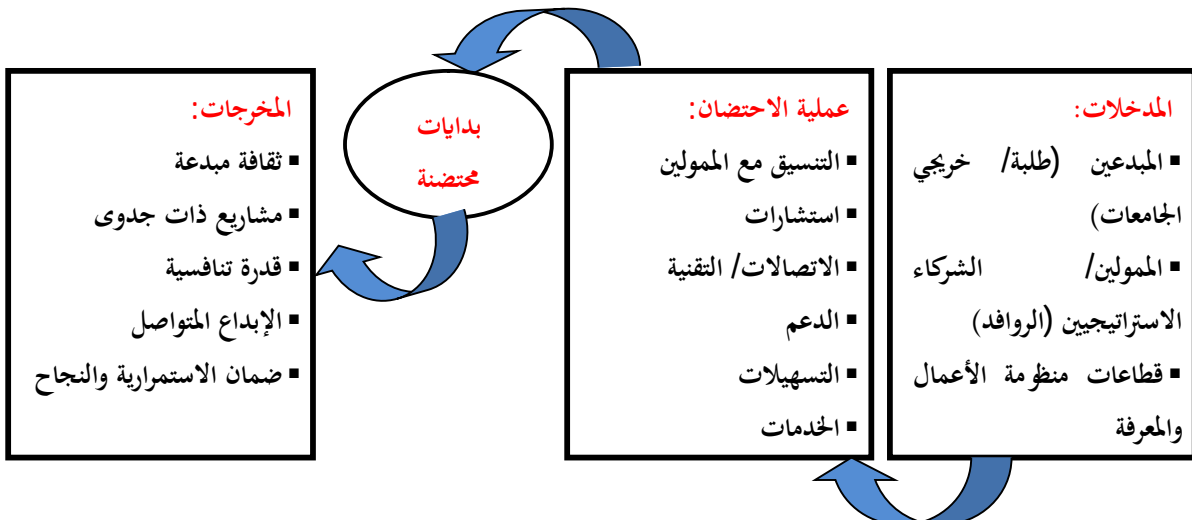 المدخلات:
▪ المبدعين (طلبة/ خريجي
الجامعات)
▪ الممولين/ الشركاء
الاستراتيجيين (الروافد)
▪ قطاعات منظومة الأعمال
والمعرفة
عملية الاحتضان:
▪ التنسيق مع الممولين
▪ استشارات
▪ الاتصالات/ التقنية
▪ الدعم
▪ التسهيلات
▪ الخدمات
بدايات
محتضنة
المخرجات:
▪ ثقافة مبدعة
▪ مشاريع ذات جدوى
▪ قدرة تنافسية
▪ الإبداع المتواصل
▪ ضمان الاستمرارية والنجاح